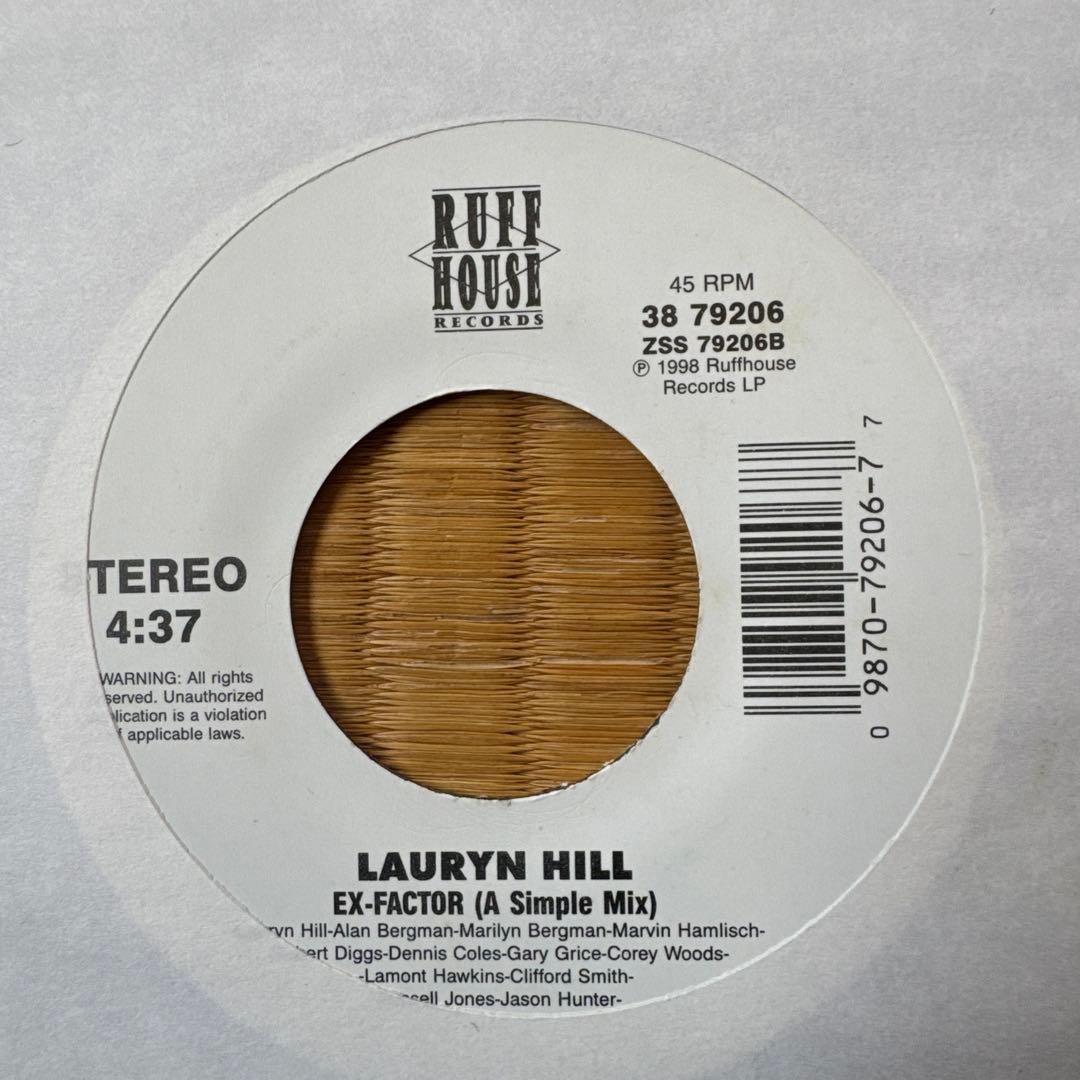 RUFF
HOUSE
RECORDS
45 RPM
38 79206
ZSS 79206B
℗ 1998 Ruffhouse
Records LP
0 9870-79206-7 7
TEREO
4:37
WARNING: All rights
served. Unauthorized
lication is a violation
f applicable laws.
LAURYN HILL
EX-FACTOR (A Simple Mix)
ryn Hill-Alan Bergman-Marilyn Bergman-Marvin Hamlisch-
ert Diggs-Dennis Coles-Gary Grice-Corey Woods-
-Lamont Hawkins-Clifford Smith-
sell Jones-Jason Hunter-